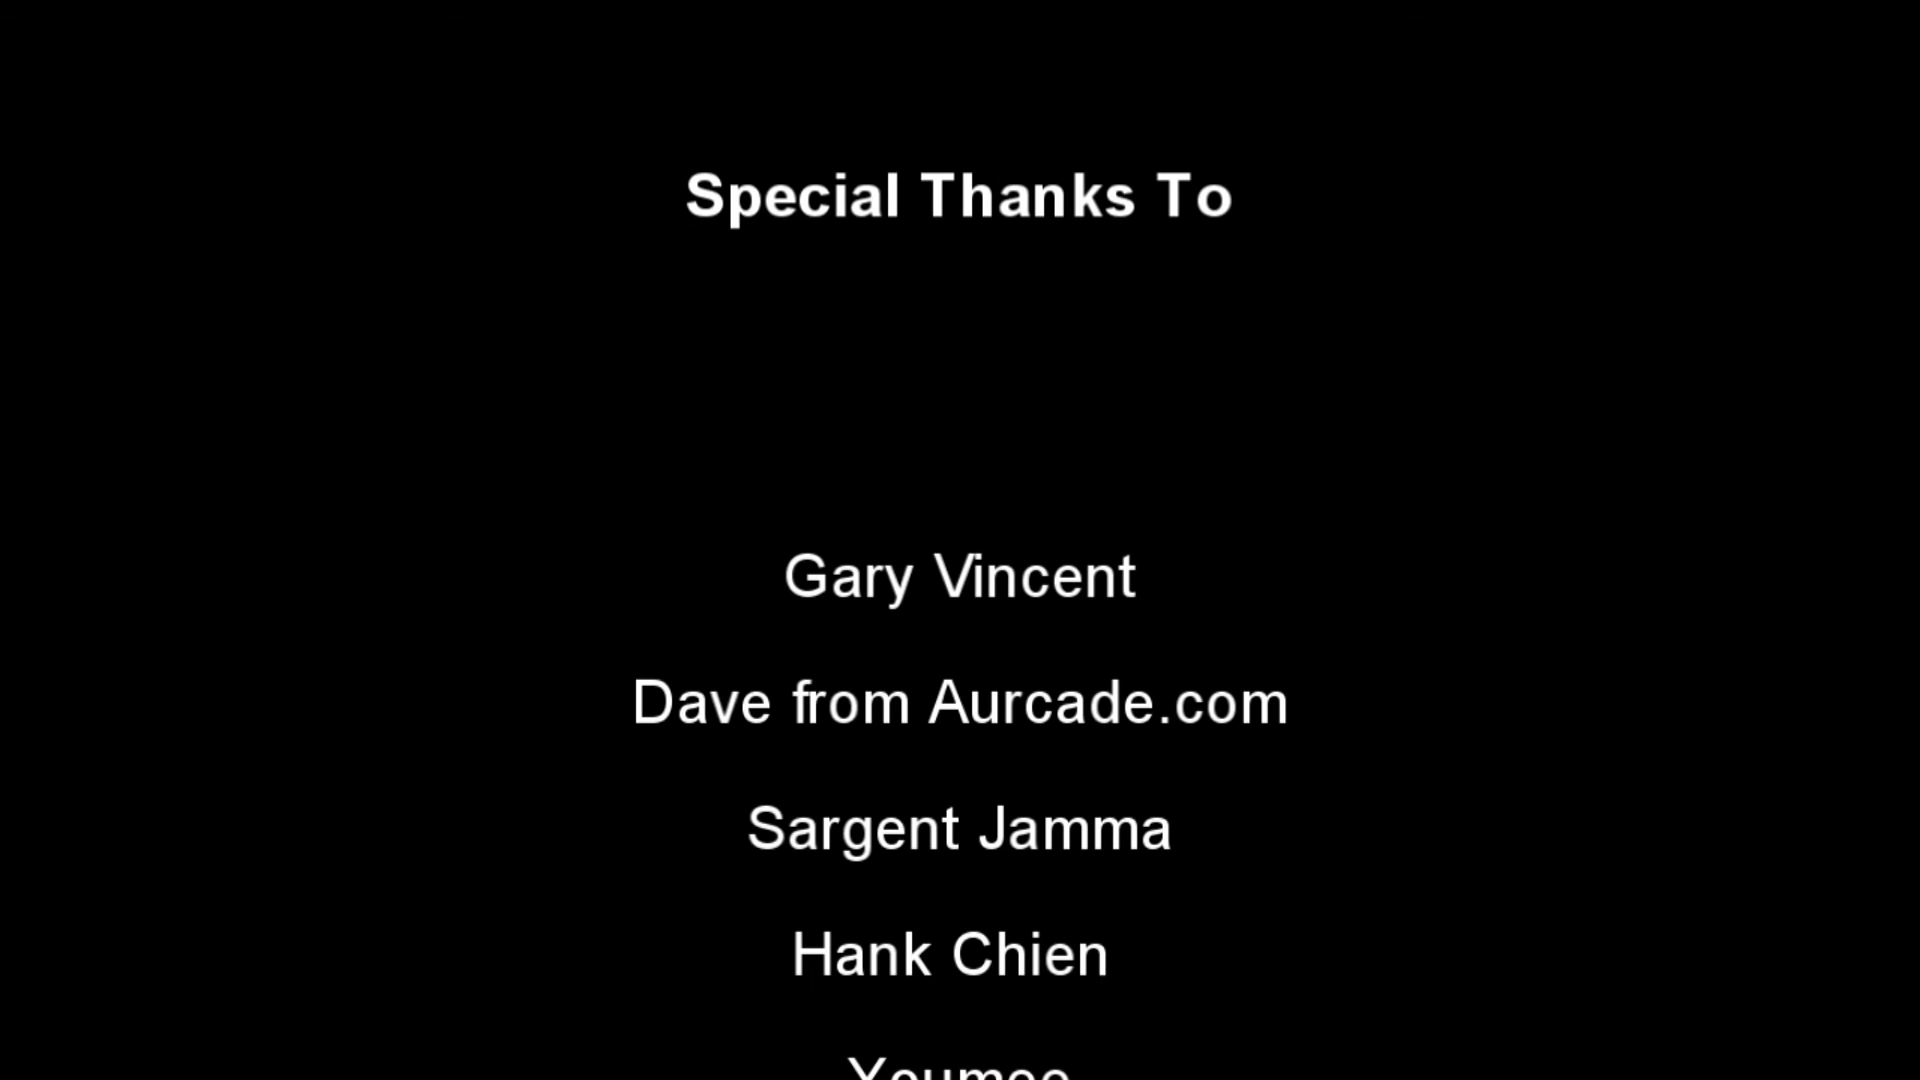 Special Thanks To
Gary Vincent
Dave from Aurcade.com
Sargent Jamma
Hank Chien